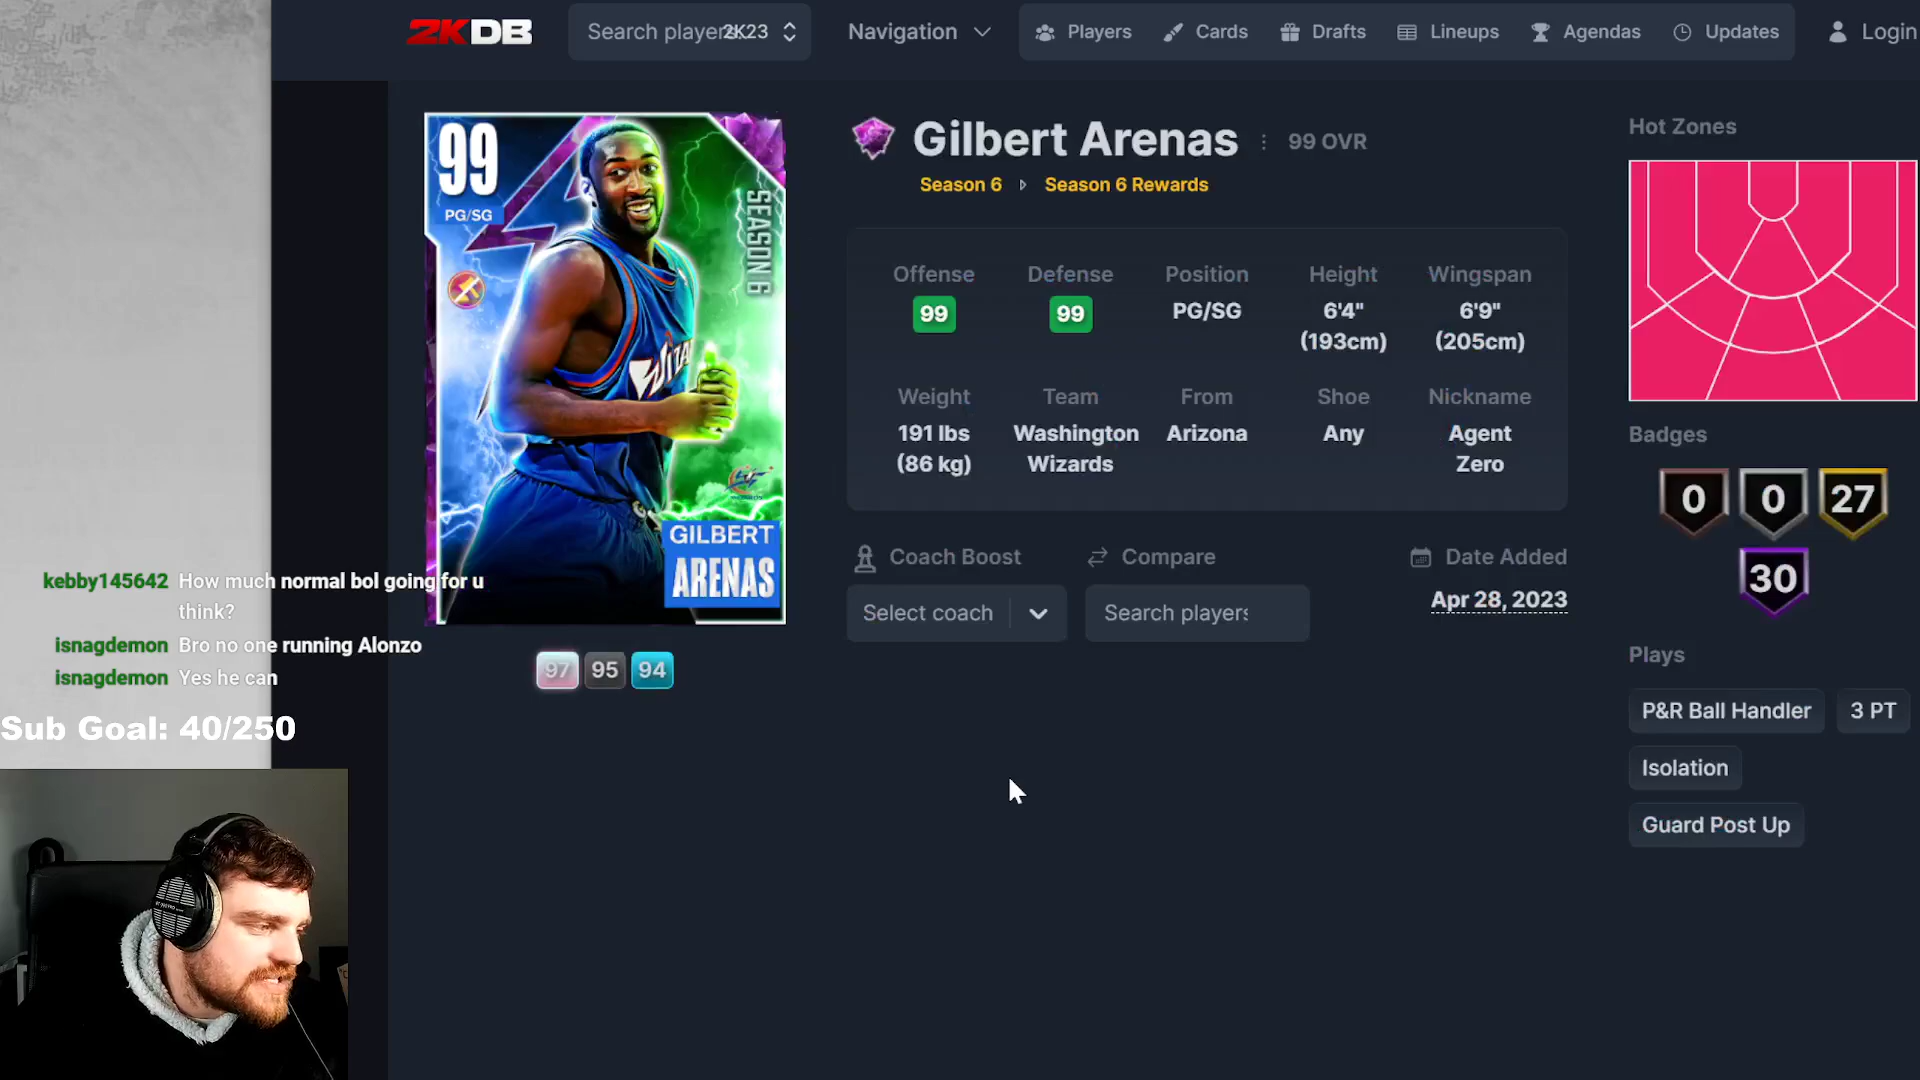 2KDB
Search players
2K23
Navigation
Players
Cards
Drafts
Lineups
Agendas
Updates
Login
99
PG/SG
SEASON 6
WIZA
GILBERT
ARENAS
97
95
94
Gilbert Arenas
99 OVR
Season 6
Season 6 Rewards
Offense
99
Defense
99
Position
PG/SG
Height
6'4"
(193cm)
Wingspan
6'9"
(205cm)
Weight
191 lbs
(86 kg)
Team
Washington
Wizards
From
Arizona
Shoe
Any
Nickname
Agent
Zero
Coach Boost
Select coach
Compare
Search players
Date Added
Apr 28, 2023
Hot Zones
Badges
0
0
27
30
Plays
P&R Ball Handler
3 PT
Isolation
Guard Post Up
kebby145642 How much normal bol going for u
think?
isnagdemon Bro no one running Alonzo
isnagdemon Yes he can
Sub Goal: 40/250